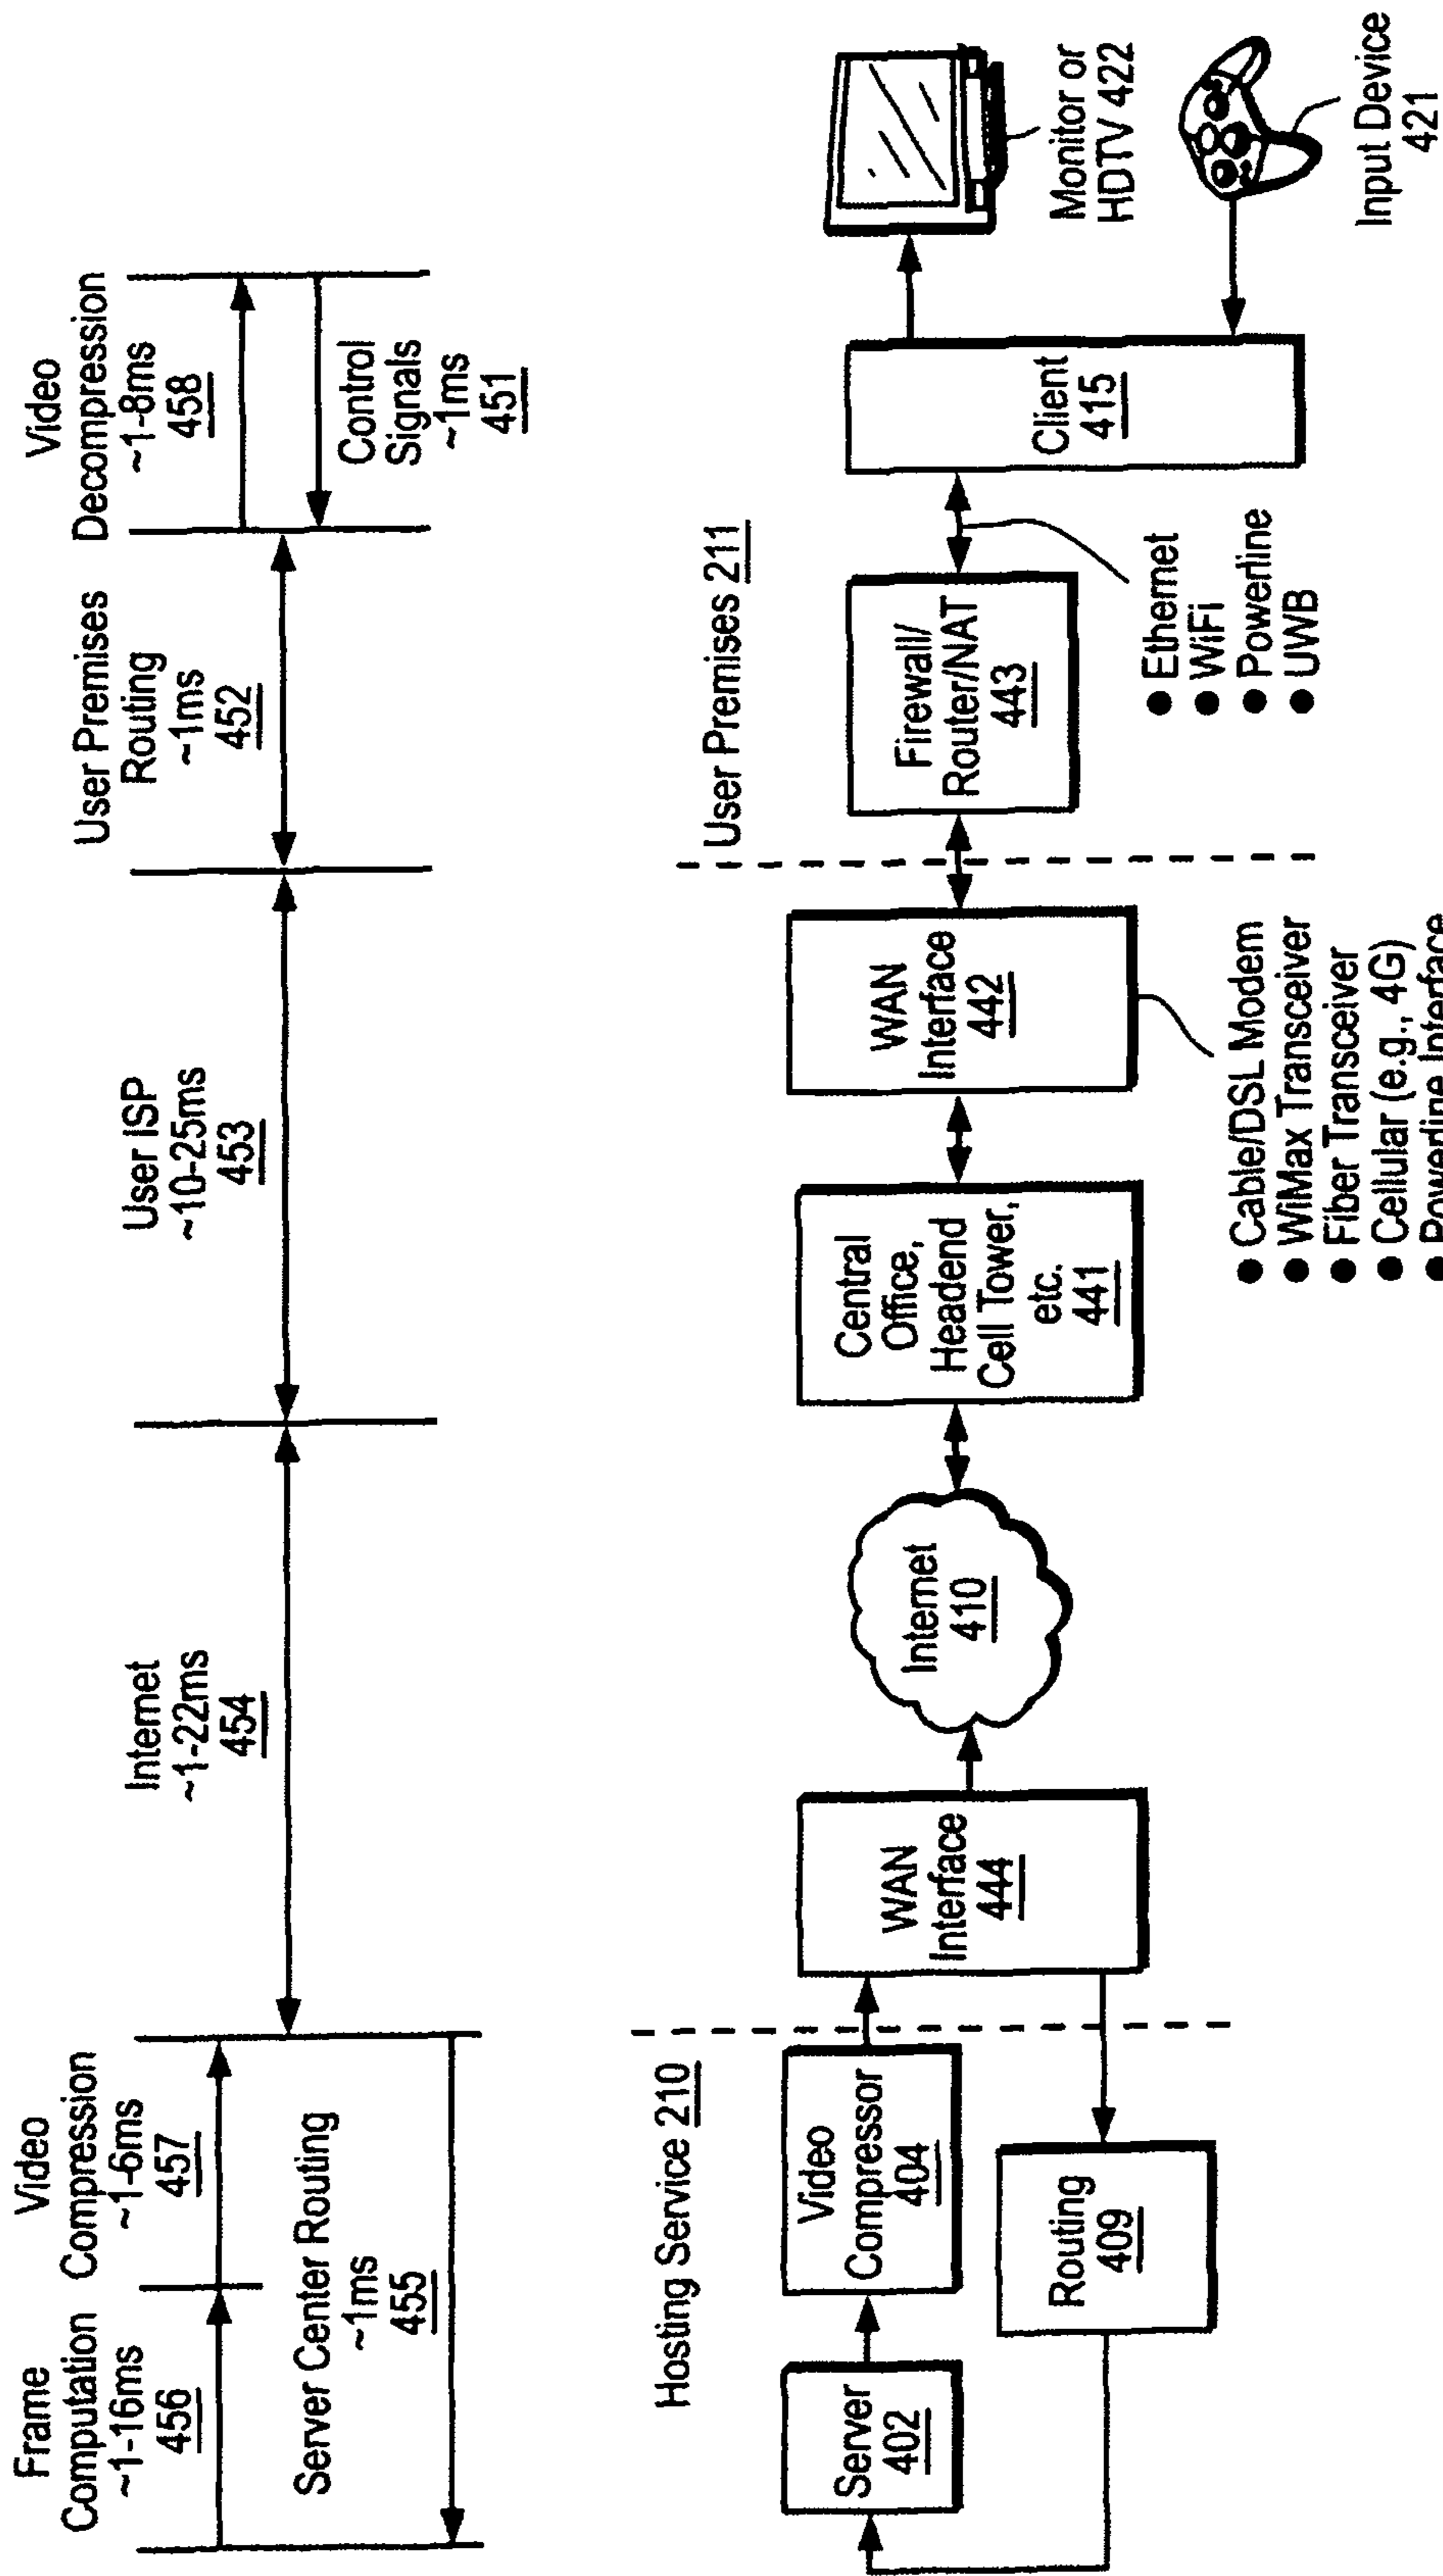 Frame
Computation
~1-16ms
456
Video
Compression
~1-6ms
457
Server Center Routing
~1ms
455
Internet
~1-22ms
454
User ISP
~10-25ms
453
User Premises
Routing
~1ms
452
Video
Decompression
~1-8ms
458
Control
Signals
~1ms
451
Hosting Service 210
Server
402
Video
Compressor
404
Routing
409
WAN
Interface
444
Internet
410
Central
Office,
Headend
Cell Tower,
etc.
441
WAN
Interface
442
● Cable/DSL Modem
● WiMax Transceiver
● Fiber Transceiver
● Cellular (e.g., 4G)
● Powerline Interface
User Premises 211
Firewall/
Router/NAT
443
● Ethernet
● WiFi
● Powerline
● UWB
Client
415
Monitor or
HDTV 422
Input Device
421